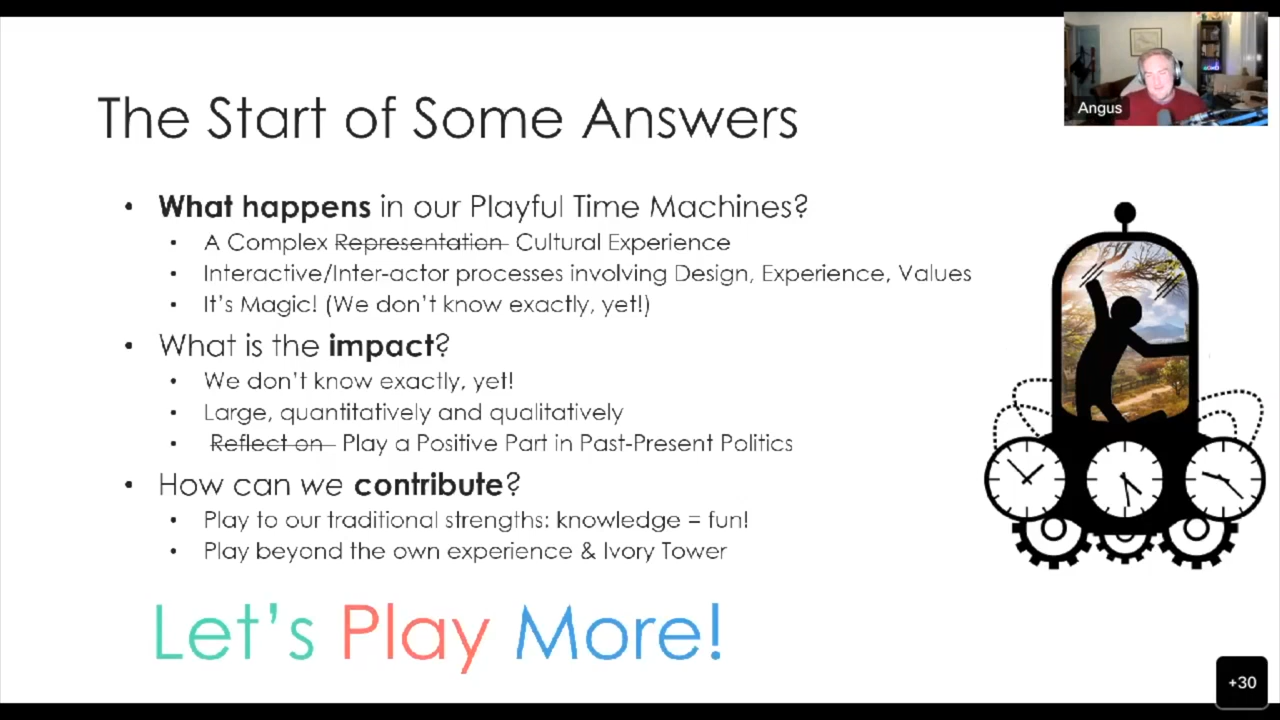 Angus
The Start of Some Answers
• What happens in our Playful Time Machines?
• A Complex Representation Cultural Experience
• Interactive/Inter-actor processes involving Design, Experience, Values
• It's Magic! (We don't know exactly, yet!)
• What is the impact?
• We don't know exactly, yet!
• Large, quantitatively and qualitatively
• Reflect on Play a Positive Part in Past-Present Politics
• How can we contribute?
• Play to our traditional strengths: knowledge = fun!
• Play beyond the own experience & Ivory Tower
Let's Play More!
+30